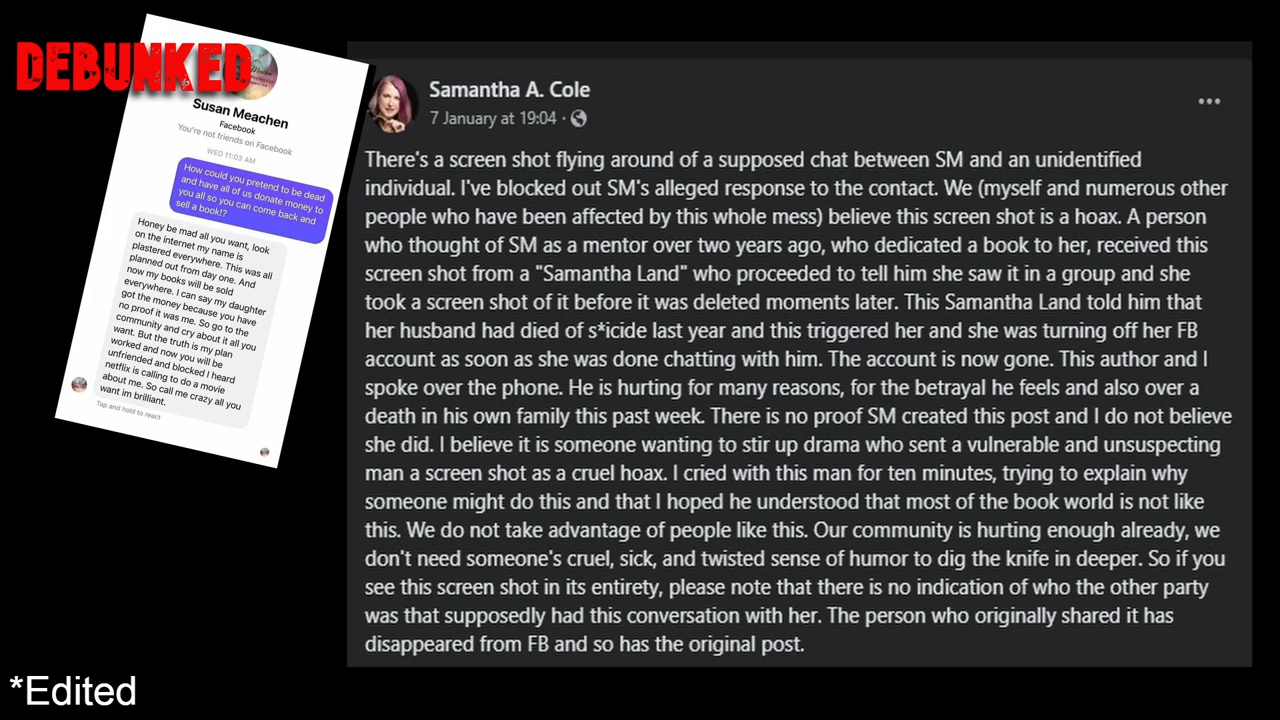 DEBUNKED
Susan Meachen
Facebook
You're not friends on Facebook
WED 11:03 AM
How could you pretend to be dead
and have all of us donate money to
you all so you can come back and
sell a book!?
Honey be mad all you want, look
on the internet my name is
plastered everywhere. This was all
planned out from day one. And
now my books will be sold
everywhere. I can say my daughter
got the money because you have
no proof it was me. So go to the
community and cry about it all you
want. But the truth is my plan
worked and now you will be
unfriended and blocked I heard
netflix is calling to do a movie
about me. So call me crazy all you
want im brilliant.
Tap and hold to react
Samantha A. Cole
7 January at 19:04 ·
There's a screen shot flying around of a supposed chat between SM and an unidentified
individual. I've blocked out SM's alleged response to the contact. We (myself and numerous other
people who have been affected by this whole mess) believe this screen shot is a hoax. A person
who thought of SM as a mentor over two years ago, who dedicated a book to her, received this
screen shot from a "Samantha Land" who proceeded to tell him she saw it in a group and she
took a screen shot of it before it was deleted moments later. This Samantha Land told him that
her husband had died of s*icide last year and this triggered her and she was turning off her FB
account as soon as she was done chatting with him. The account is now gone. This author and I
spoke over the phone. He is hurting for many reasons, for the betrayal he feels and also over a
death in his own family this past week. There is no proof SM created this post and I do not believe
she did. I believe it is someone wanting to stir up drama who sent a vulnerable and unsuspecting
man a screen shot as a cruel hoax. I cried with this man for ten minutes, trying to explain why
someone might do this and that I hoped he understood that most of the book world is not like
this. We do not take advantage of people like this. Our community is hurting enough already, we
don't need someone's cruel, sick, and twisted sense of humor to dig the knife in deeper. So if you
see this screen shot in its entirety, please note that there is no indication of who the other party
was that supposedly had this conversation with her. The person who originally shared it has
disappeared from FB and so has the original post.
*Edited